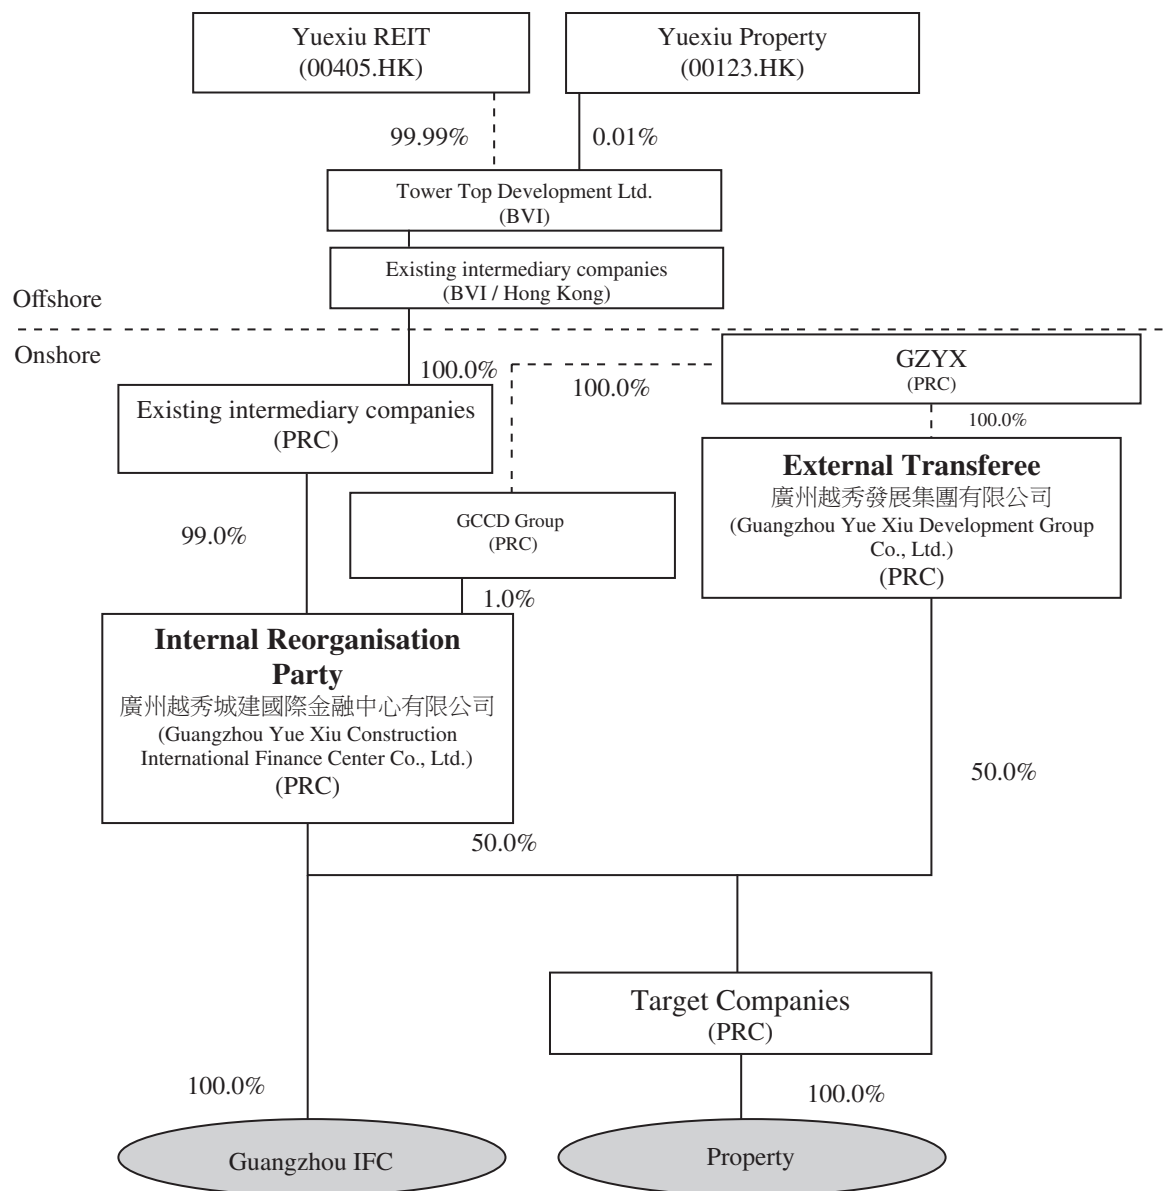 Yuexiu REIT
(00405.HK)
Yuexiu Property
(00123.HK)
99.99%
0.01%
Tower Top Development Ltd.
(BVI)
Existing intermediary companies
(BVI / Hong Kong)
Offshore
Onshore
100.0%
100.0%
GZYX
(PRC)
100.0%
Existing intermediary companies
(PRC)
External Transferee
廣州越秀發展集團有限公司
(Guangzhou Yue Xiu Development Group
Co., Ltd.)
(PRC)
99.0%
GCCD Group
(PRC)
1.0%
Internal Reorganisation
Party
廣州越秀城建國際金融中心有限公司
(Guangzhou Yue Xiu Construction
International Finance Center Co., Ltd.)
(PRC)
50.0%
50.0%
Target Companies
(PRC)
100.0%
100.0%
Guangzhou IFC
Property